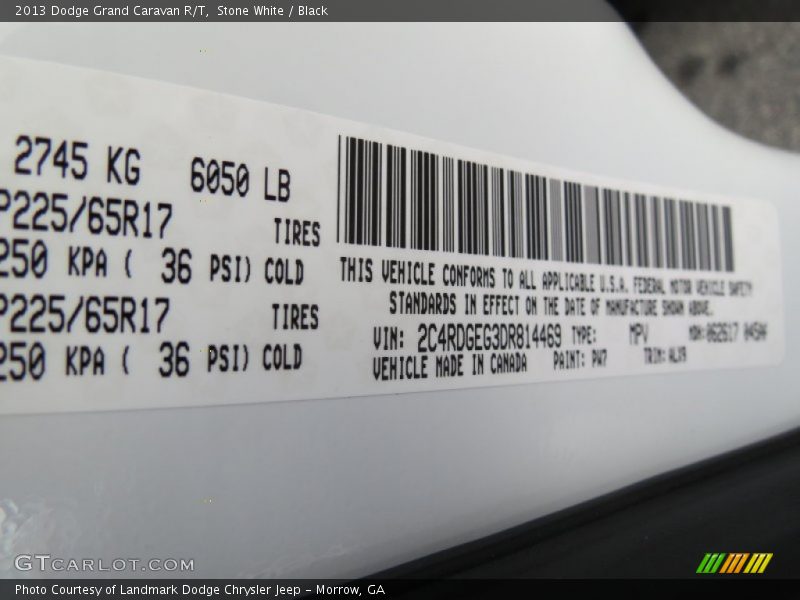 2013 Dodge Grand Caravan R/T, Stone White / Black
2745 KG 6050 LB
P225/65R17 TIRES
250 KPA ( 36 PSI) COLD
P225/65R17 TIRES
250 KPA ( 36 PSI) COLD
THIS VEHICLE CONFORMS TO ALL APPLICABLE U.S.A. FEDERAL MOTOR VEHICLE SAFETY
STANDARDS IN EFFECT ON THE DATE OF MANUFACTURE SHOWN ABOVE.
VIN: 2C4RDGEG3DR814469 TYPE: MPV MDH: 062617
VEHICLE MADE IN CANADA PAINT: PW7 TRIM:
GTCARLOT.COM
Photo Courtesy of Landmark Dodge Chrysler Jeep - Morrow, GA